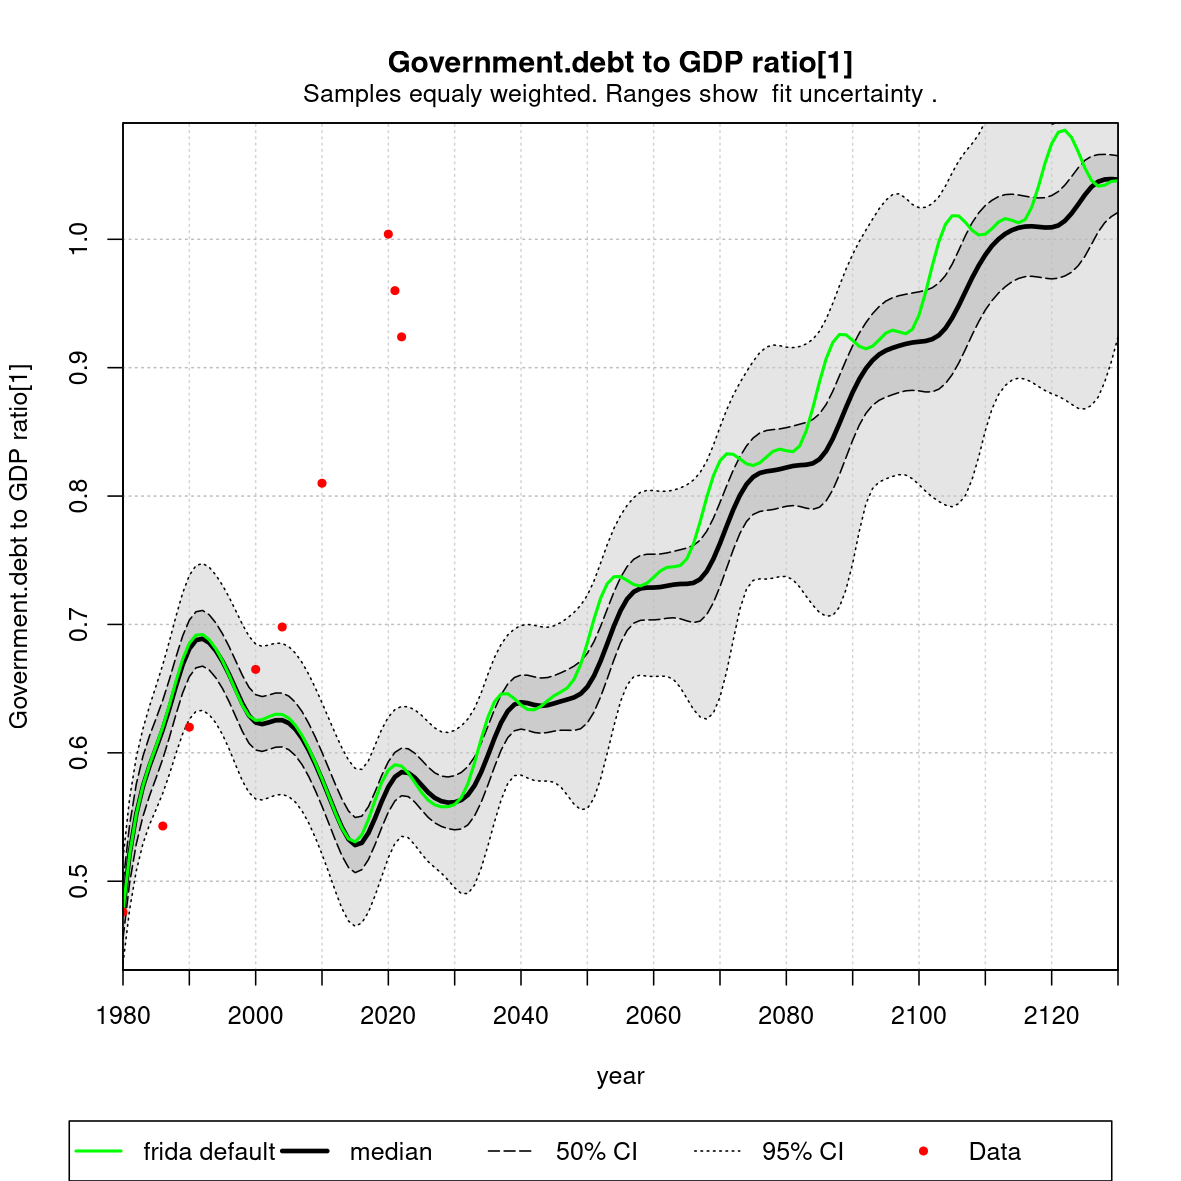 Government.debt to GDP ratio[1]
Samples equaly weighted. Ranges show  fit uncertainty .
Government.debt to GDP ratio[1]
1.0
0.9
0.8
0.7
0.6
0.5
1980 2000 2020 2040 2060 2080 2100 2120
year
frida default median 50% CI 95% CI Data